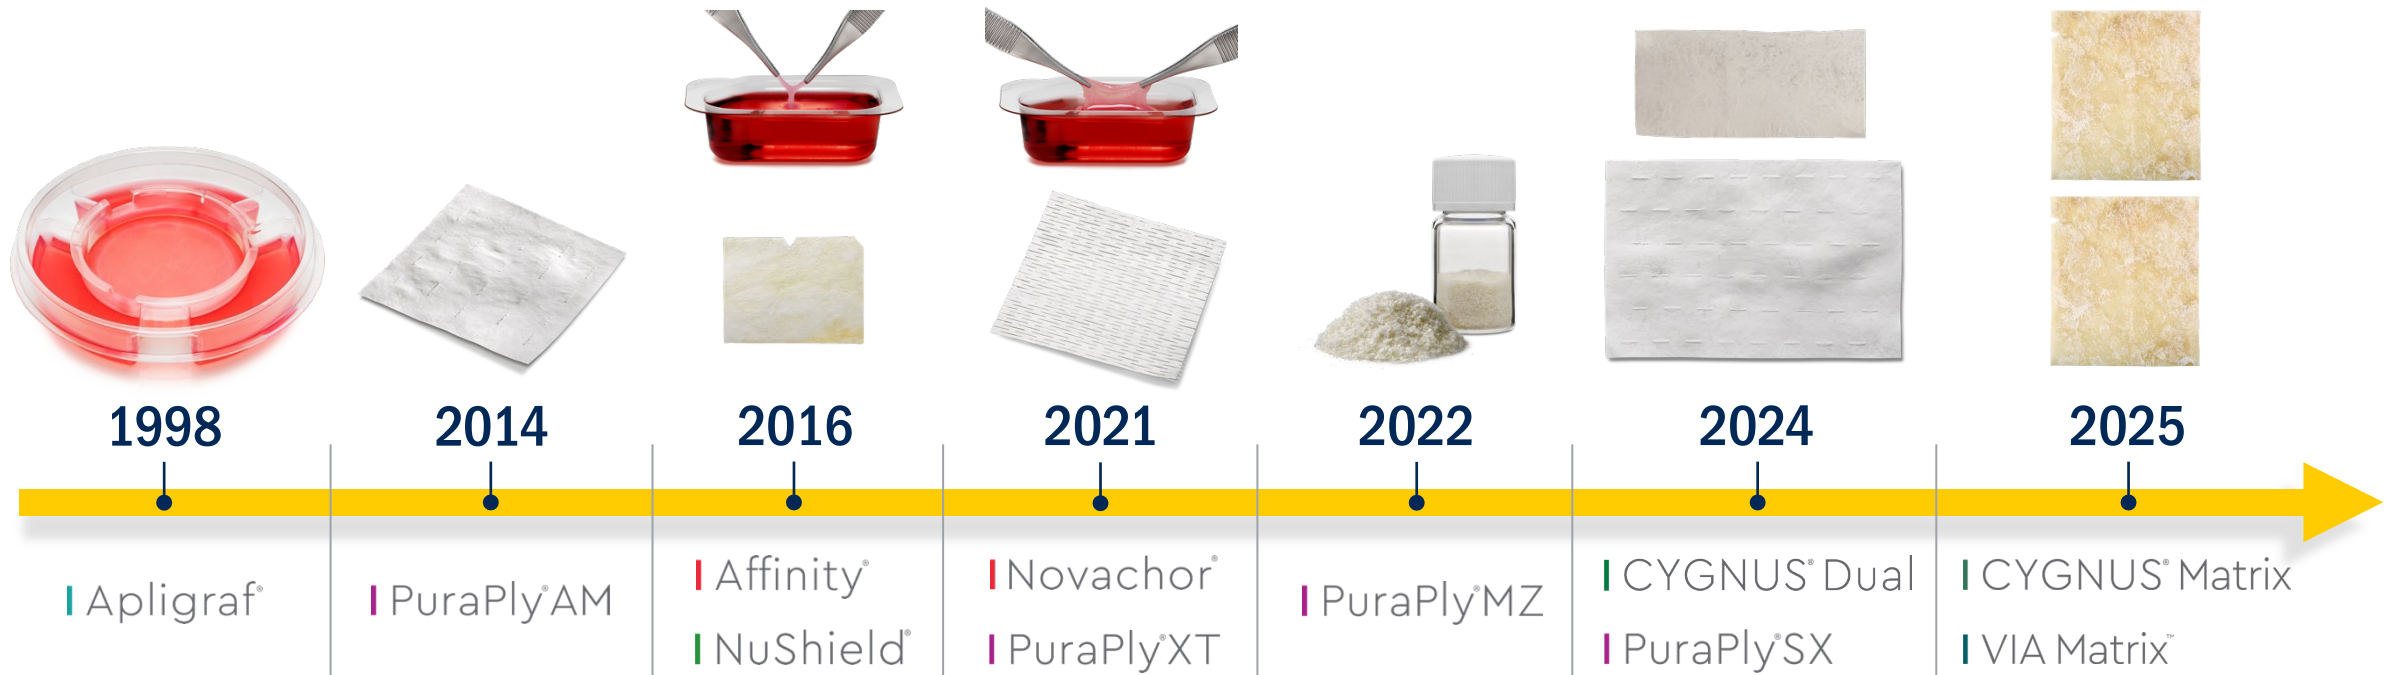 1998
2014
2016
2021
2022
2024
2025
Apligraf®
PuraPly®AM
Affinity®
NuShield®
Novachor®
PuraPly®XT
PuraPly®MZ
CYGNUS® Dual
PuraPly®SX
CYGNUS® Matrix
VIA Matrix™